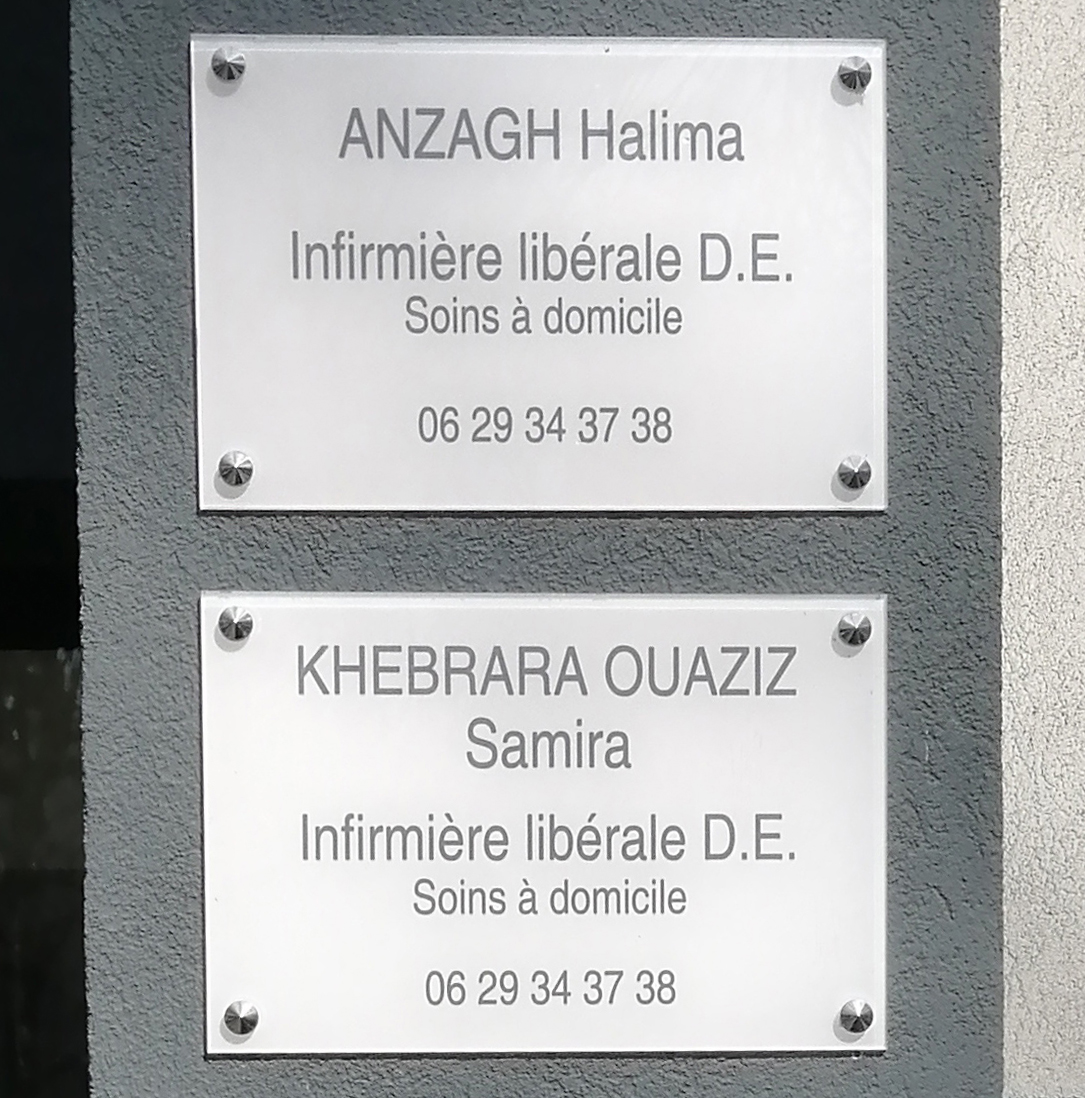 ANZAGH Halima
Infirmière libérale D.E.
Soins à domicile
06 29 34 37 38
KHEBRARA OUAZIZ
Samira
Infirmière libérale D.E.
Soins à domicile
06 29 34 37 38